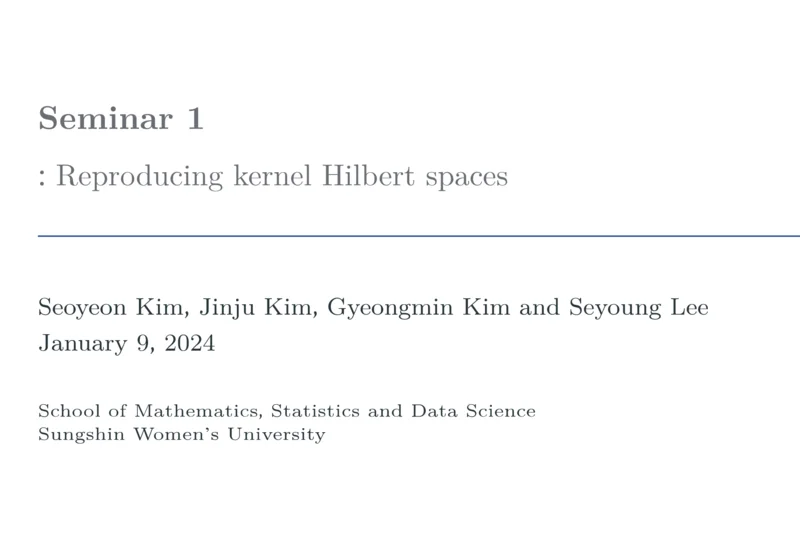 Seminar 1
: Reproducing kernel Hilbert spaces
Seoyeon Kim, Jinju Kim, Gyeongmin Kim and Seyoung Lee
January 9, 2024
School of Mathematics, Statistics and Data Science
Sungshin Women's University